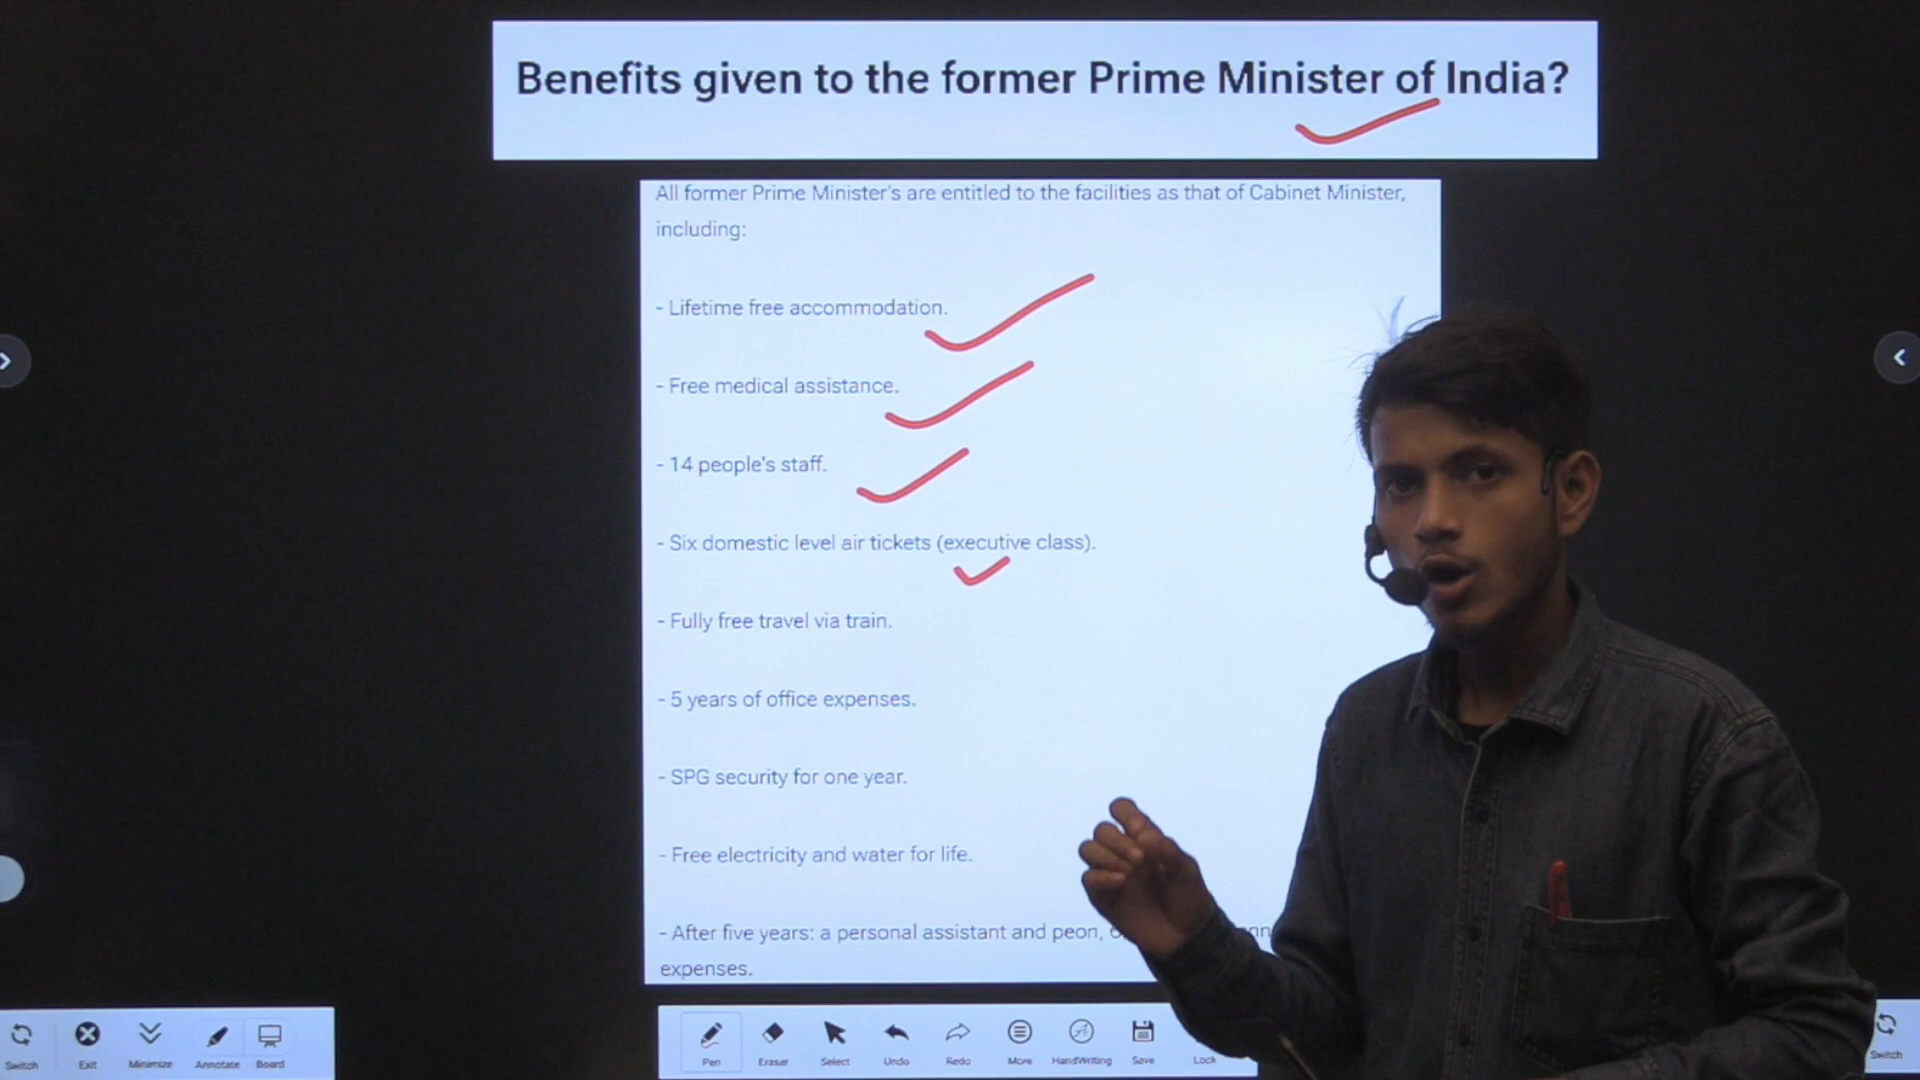 Benefits given to the former Prime Minister of India?
All former Prime Minister's are entitled to the facilities as that of Cabinet Minister,
including:
- Lifetime free accommodation.
- Free medical assistance.
- 14 people's staff.
- Six domestic level air tickets (executive class).
- Fully free travel via train.
- 5 years of office expenses.
- SPG security for one year.
- Free electricity and water for life.
- After five years: a personal assistant and peon,
expenses.
Switch Exit Minimize Annotate Board
Pen Eraser Select Undo Redo More HandWriting Save Lock
Switch